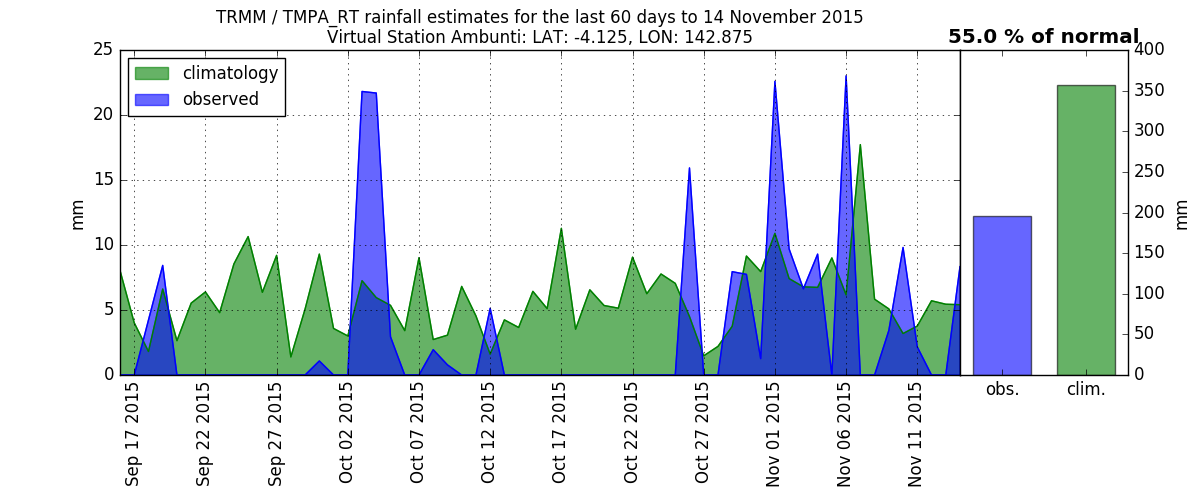 TRMM / TMPA_RT rainfall estimates for the last 60 days to 14 November 2015
Virtual Station Ambunti: LAT: -4.125, LON: 142.875
55.0 % of normal
climatology
observed
25
20
15
10
5
0
mm
Sep 17 2015
Sep 22 2015
Sep 27 2015
Oct 02 2015
Oct 07 2015
Oct 12 2015
Oct 17 2015
Oct 22 2015
Oct 27 2015
Nov 01 2015
Nov 06 2015
Nov 11 2015
obs.
clim.
400
350
300
250
200
150
100
50
0
mm